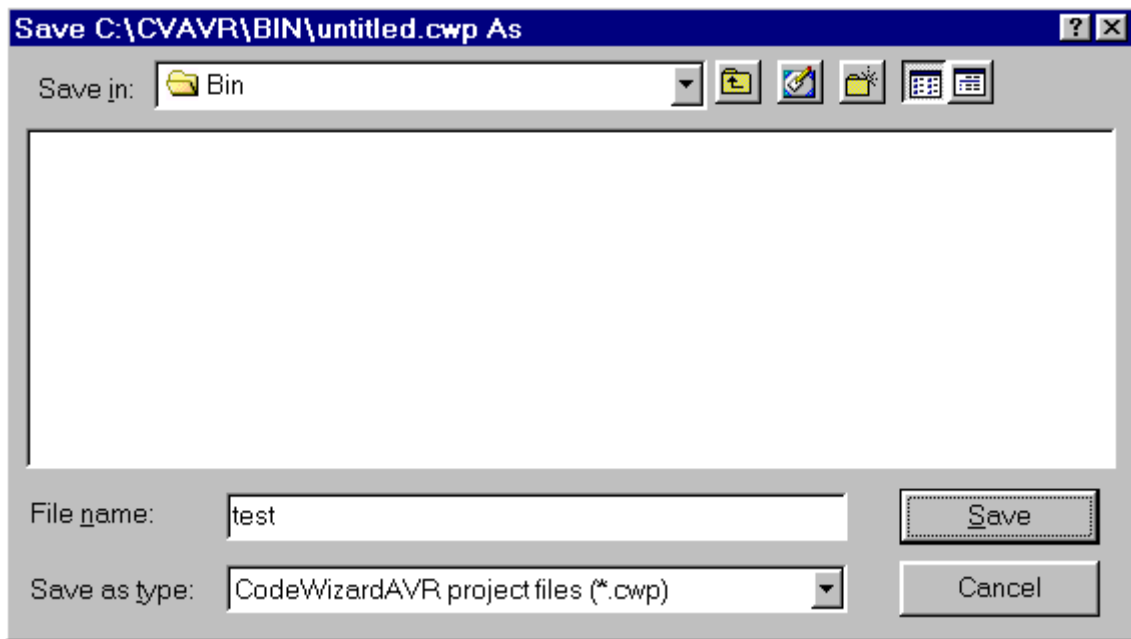 Save C:\CVAVR\BIN\untitled.cwp As
Save in: Bin
File name: test Save
Save as type: CodeWizardAVR project files (*.cwp) Cancel